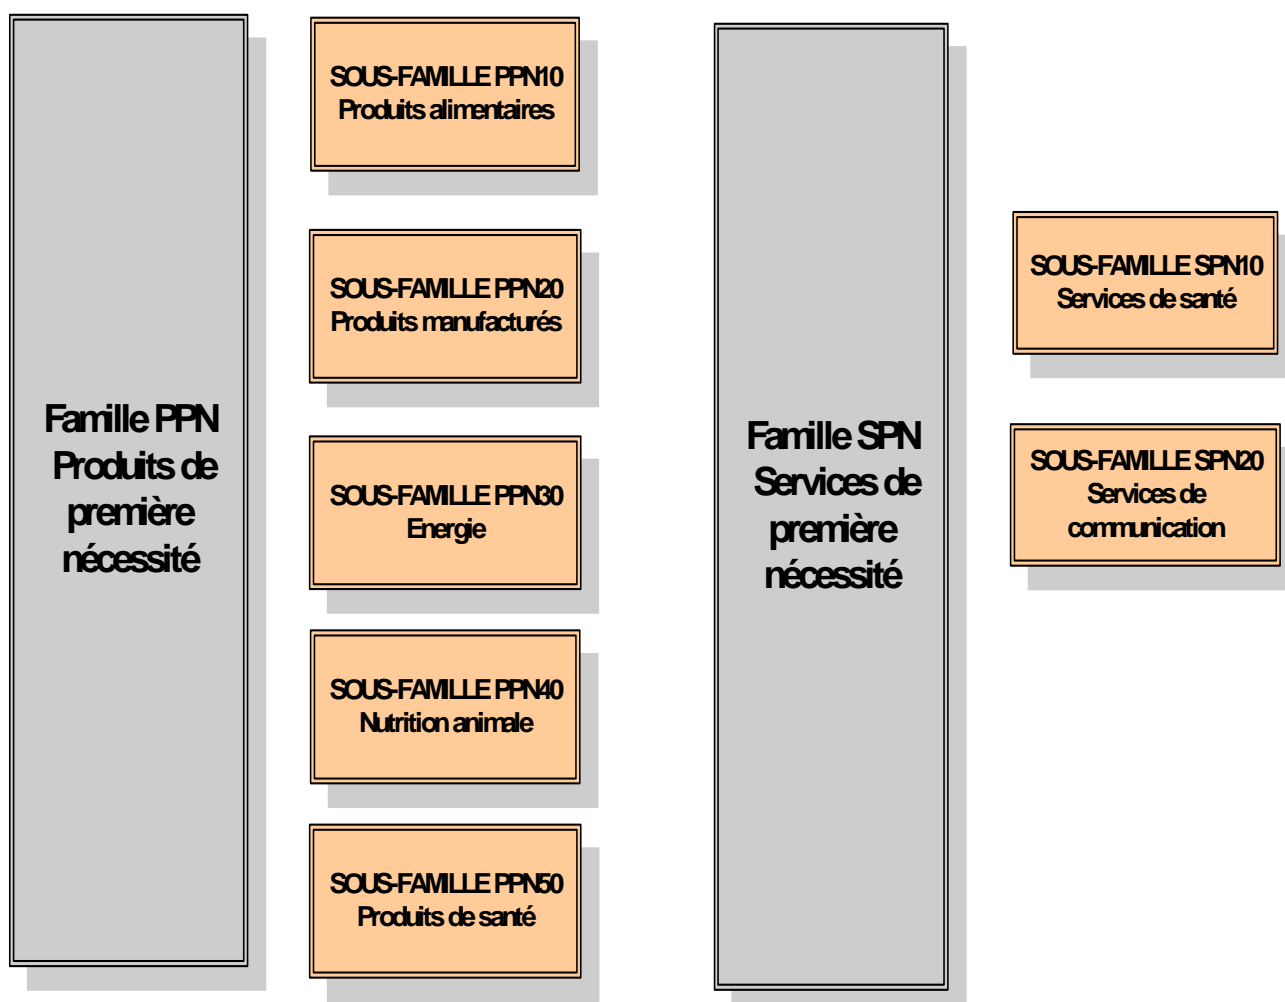 Famille PPN
Produits de
première
nécessité
SOUS-FAMILLE PPN10
Produits alimentaires
SOUS-FAMILLE PPN20
Produits manufacturés
SOUS-FAMILLE PPN30
Energie
SOUS-FAMILLE PPN40
Nutrition animale
SOUS-FAMILLE PPN50
Produits de santé
Famille SPN
Services de
première
nécessité
SOUS-FAMILLE SPN10
Services de santé
SOUS-FAMILLE SPN20
Services de
communication